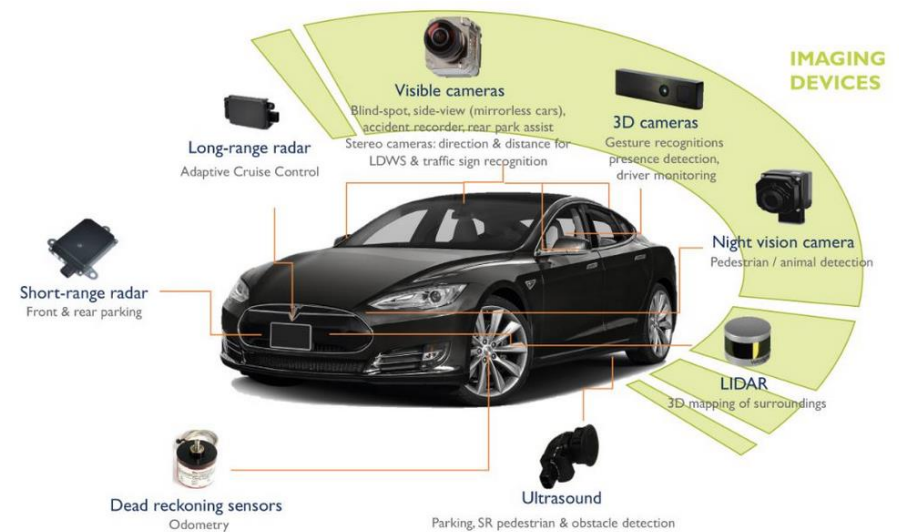 IMAGING
DEVICES
Visible cameras
Blind-spot, side-view (mirrorless cars),
accident recorder, rear park assist
Stereo cameras: direction & distance for
LDWS & traffic sign recognition
3D cameras
Gesture recognitions
presence detection,
driver monitoring
Long-range radar
Adaptive Cruise Control
Night vision camera
Pedestrian / animal detection
Short-range radar
Front & rear parking
LIDAR
3D mapping of surroundings
Dead reckoning sensors
Odometry
Ultrasound
Parking, SR pedestrian & obstacle detection